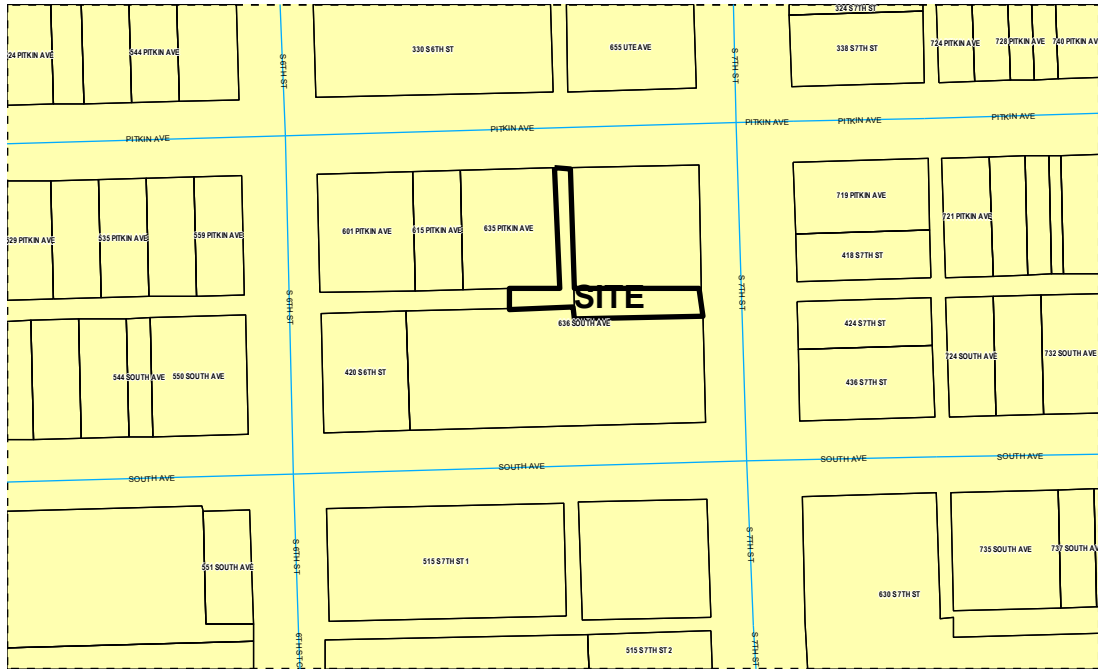 324 S 7TH ST
24 PITKIN AVE
544 PITKIN AVE
330 S 6TH ST
655 UTE AVE
338 S 7TH ST
724 PITKIN AVE
728 PITKIN AVE
740 PITKIN AVE
S 6TH ST
S 7TH ST
PITKIN AVE
PITKIN AVE
PITKIN AVE
PITKIN AVE
PITKIN AVE
529 PITKIN AVE
535 PITKIN AVE
559 PITKIN AVE
601 PITKIN AVE
615 PITKIN AVE
635 PITKIN AVE
719 PITKIN AVE
721 PITKIN AVE
418 S 7TH ST
S 6TH ST
SITE
S 7TH ST
636 SOUTH AVE
424 S 7TH ST
544 SOUTH AVE
550 SOUTH AVE
420 S 6TH ST
436 S 7TH ST
724 SOUTH AVE
732 SOUTH AVE
SOUTH AVE
SOUTH AVE
SOUTH AVE
SOUTH AVE
S 6TH ST
S 7TH ST
551 SOUTH AVE
515 S 7TH ST 1
735 SOUTH AVE
737 SOUTH AV
630 S 7TH ST
6TH ST
S 7TH ST
515 S 7TH ST 2